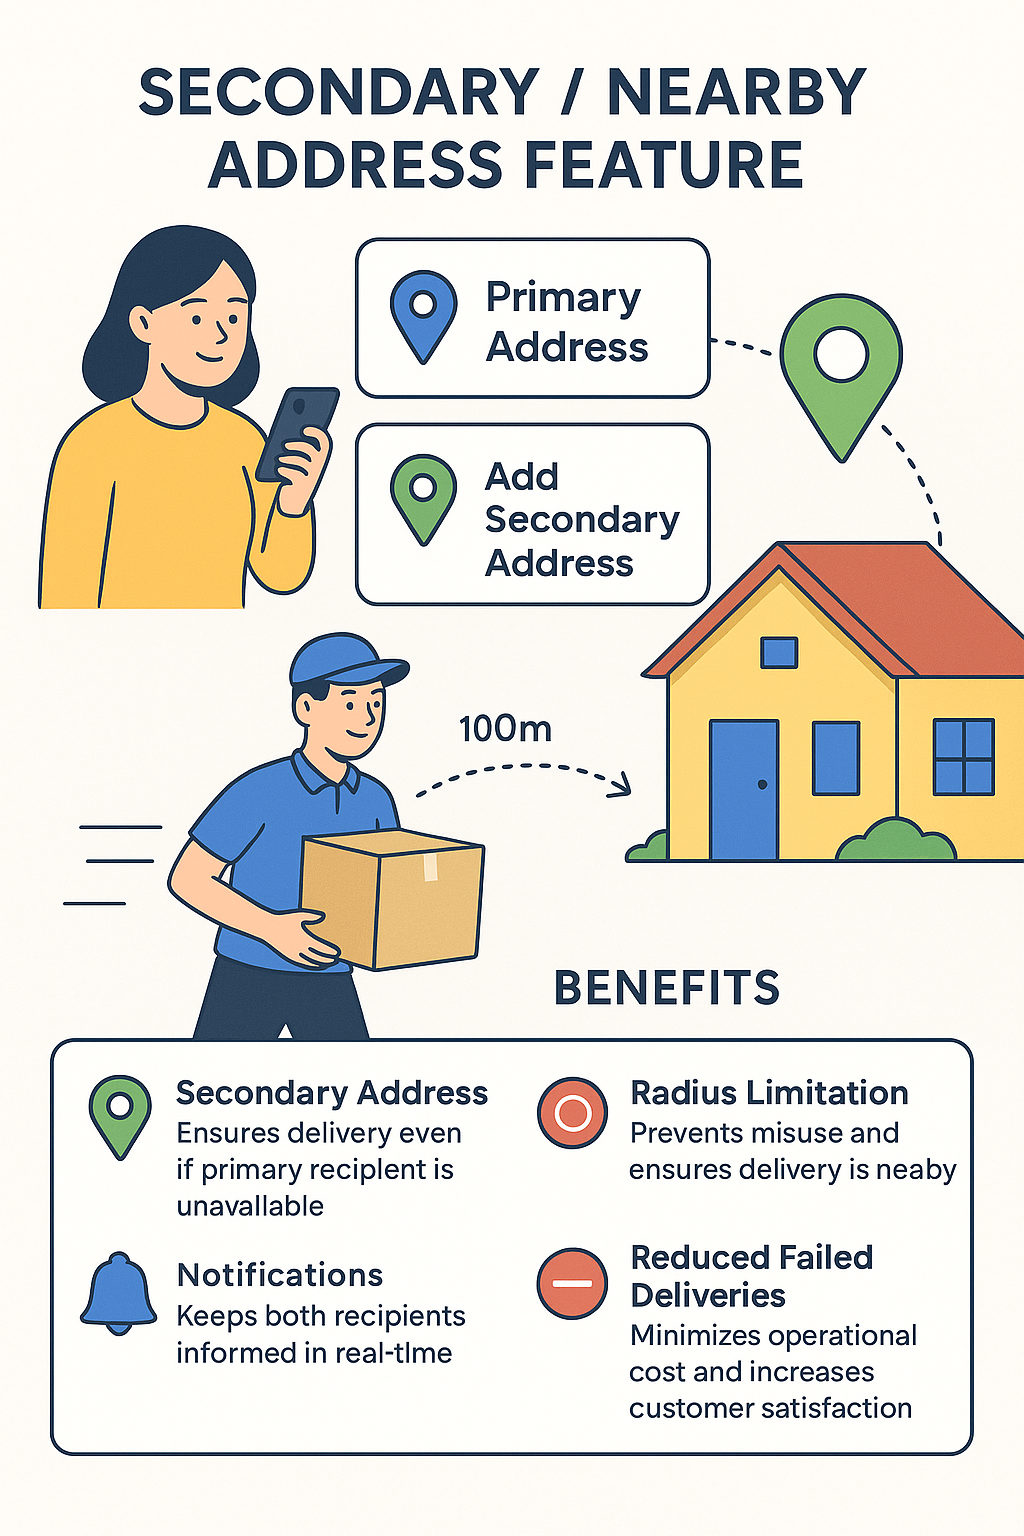 SECONDARY / NEARBY
ADDRESS FEATURE
Primary
Address
Add
Secondary
Address
100m
BENEFITS
Secondary Address
Ensures delivery even
if primary reciplent is
unavallable
Radius Limitation
Prevents misuse and
ensures delivery is neaby
Notifications
Keeps both recipients
informed in real-tlme
Reduced Failed
Deliveries
Minimizes operational
cost and increases
customer satisfaction